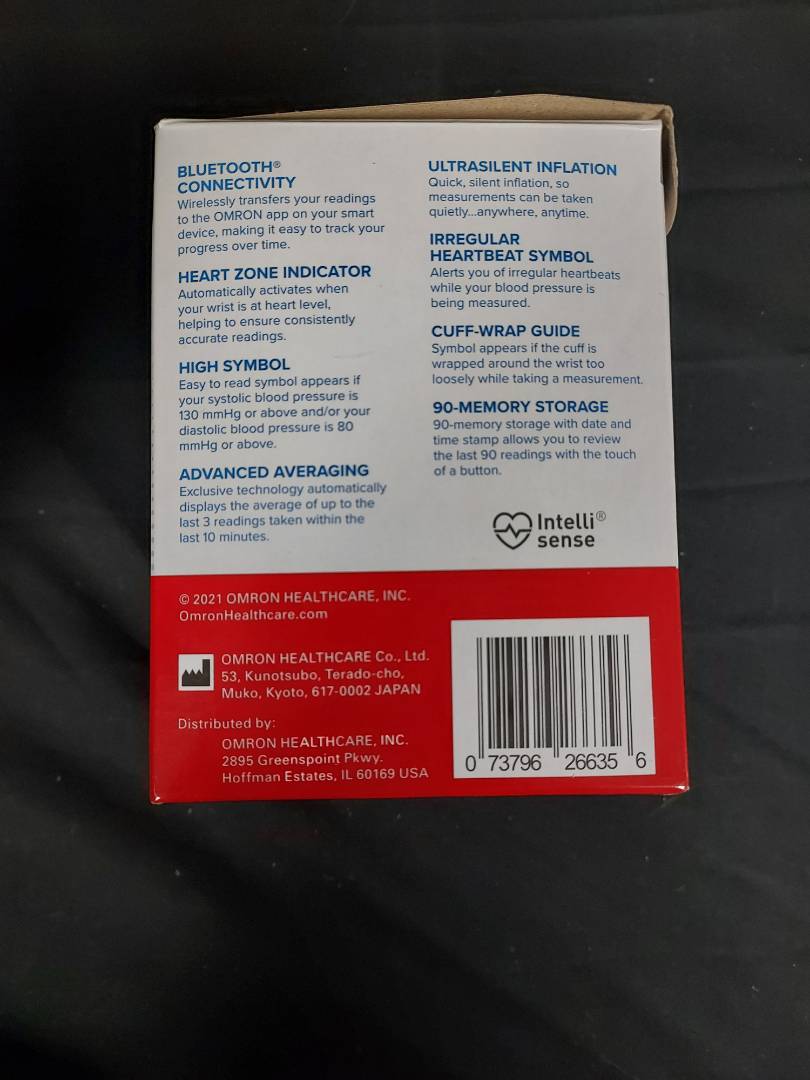 BLUETOOTH®
CONNECTIVITY
Wirelessly transfers your readings
to the OMRON app on your smart
device, making it easy to track your
progress over time.
HEART ZONE INDICATOR
Automatically activates when
your wrist is at heart level,
helping to ensure consistently
accurate readings.
HIGH SYMBOL
Easy to read symbol appears if
your systolic blood pressure is
130 mmHg or above and/or your
diastolic blood pressure is 80
mmHg or above.
ADVANCED AVERAGING
Exclusive technology automatically
displays the average of up to the
last 3 readings taken within the
last 10 minutes.
ULTRASILENT INFLATION
Quick, silent inflation, so
measurements can be taken
quietly...anywhere, anytime.
IRREGULAR
HEARTBEAT SYMBOL
Alerts you of irregular heartbeats
while your blood pressure is
being measured.
CUFF-WRAP GUIDE
Symbol appears if the cuff is
wrapped around the wrist too
loosely while taking a measurement.
90-MEMORY STORAGE
90-memory storage with date and
time stamp allows you to review
the last 90 readings with the touch
of a button.
Intelli®
sense
© 2021 OMRON HEALTHCARE, INC.
OmronHealthcare.com
OMRON HEALTHCARE Co., Ltd.
53, Kunotsubo, Terado-cho,
Muko, Kyoto, 617-0002 JAPAN
Distributed by:
OMRON HEALTHCARE, INC.
2895 Greenspoint Pkwy.
Hoffman Estates, IL 60169 USA
0 73796 26635 6